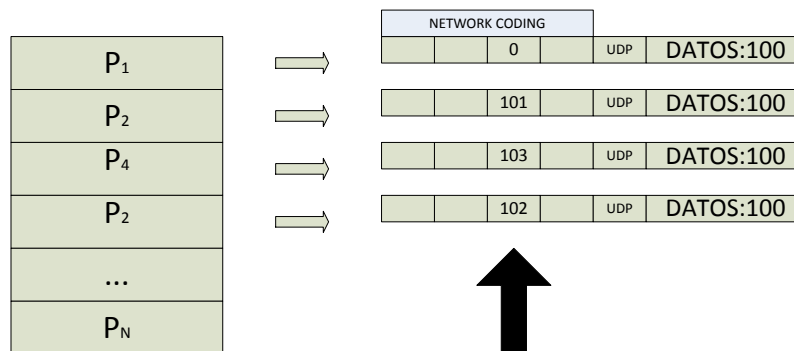 NETWORK CODING
P1 0 UDP DATOS:100
P2 101 UDP DATOS:100
P4 103 UDP DATOS:100
P2 102 UDP DATOS:100
...
PN